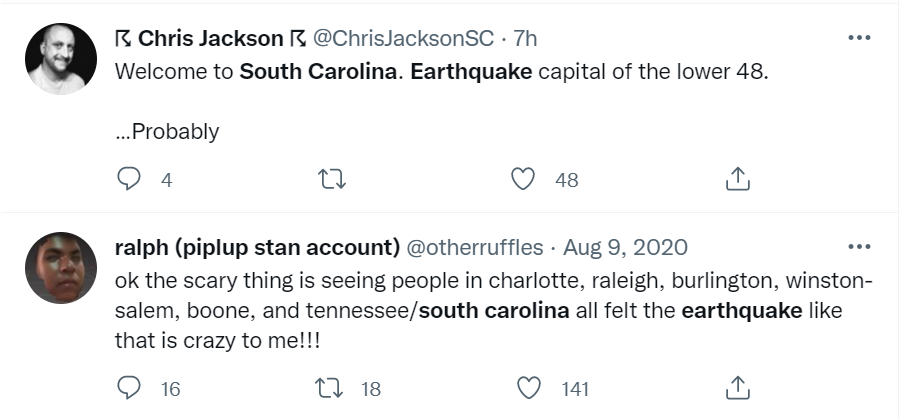 ☈ Chris Jackson ☈ @ChrisJacksonSC · 7h
Welcome to South Carolina. Earthquake capital of the lower 48.
...Probably
4 48
ralph (piplup stan account) @otherruffles · Aug 9, 2020
ok the scary thing is seeing people in charlotte, raleigh, burlington, winston-
salem, boone, and tennessee/south carolina all felt the earthquake like
that is crazy to me!!!
16 18 141